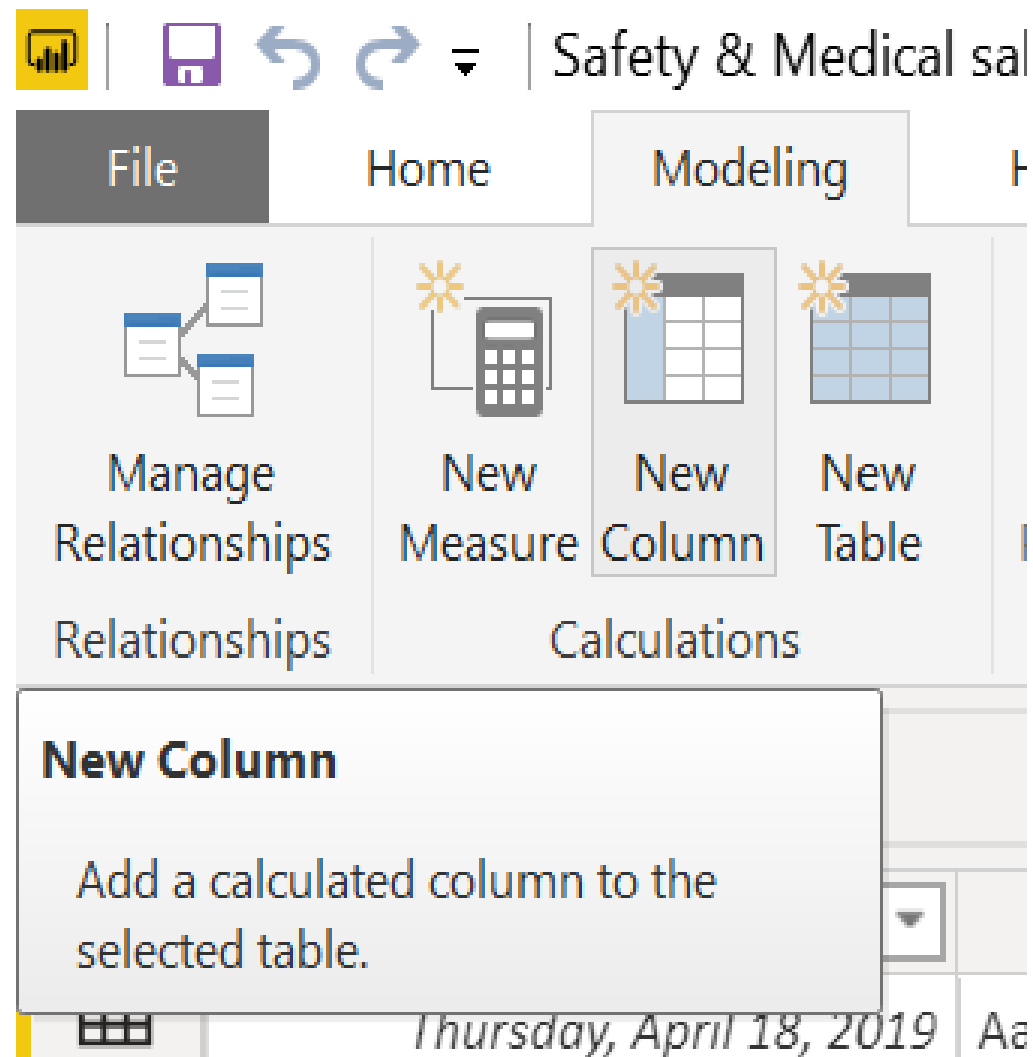 Safety & Medical
File Home Modeling
Manage Relationships New Measure New Column New Table
Relationships Calculations
New Column
Add a calculated column to the
selected table.
Thursday, April 18, 2019